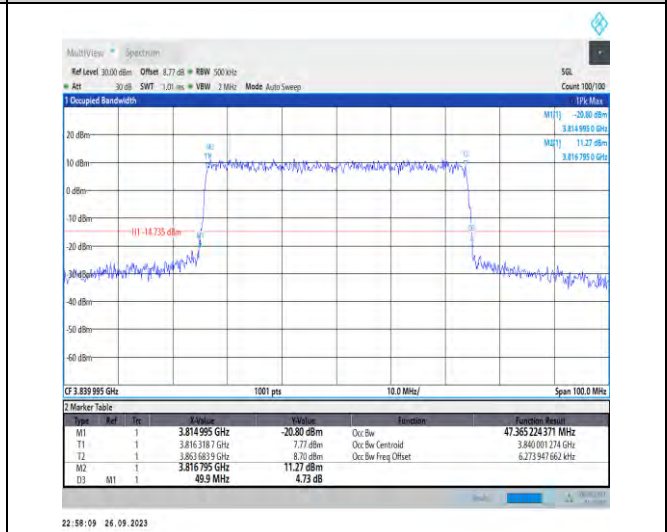 MultiView Spectrum
Ref Level 30.00 dBm Offset 8.77 dB RBW 500 kHz SGL
Att 30 dB SWT 1.01 ms VBW 2 MHz Mode Auto Sweep Count 100/100
1 Occupied Bandwidth 1Pk Max
M1[1] -20.80 dBm
3.814 995 0 GHz
M2[1] 11.27 dBm
3.816 795 0 GHz
20 dBm
M2
T1
T2
10 dBm
0 dBm
-10 dBm
H1 -14.735 dBm
M1
D3
-20 dBm
-30 dBm
-40 dBm
-50 dBm
-60 dBm
CF 3.839 995 GHz 1001 pts 10.0 MHz/ Span 100.0 MHz
2 Marker Table
Type Ref Trc X-Value Y-Value Function Function Result
M1 1 3.814 995 GHz -20.80 dBm Occ Bw 47.365 224 371 MHz
T1 1 3.816 318 7 GHz 7.77 dBm Occ Bw Centroid 3.840 001 274 GHz
T2 1 3.863 683 9 GHz 8.70 dBm Occ Bw Freq Offset 6.273 947 662 kHz
M2 1 3.816 795 GHz 11.27 dBm
D3 M1 1 49.9 MHz 4.73 dB
22:58:09 26.09.2023